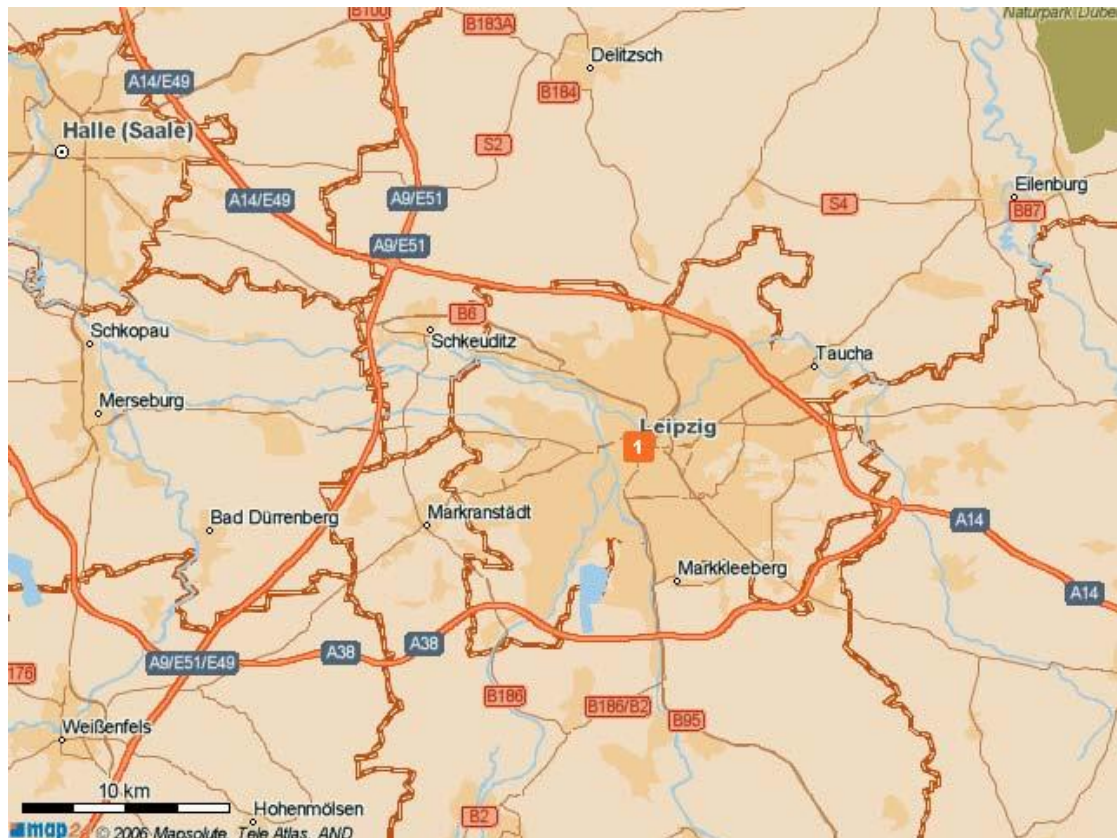 B100
B183A
Naturpark Dübe
Delitzsch
A14/E49
B184
Halle (Saale)
S2
A14/E49
A9/E51
S4
Eilenburg
B87
A9/E51
B6
Schkopau
Schkeuditz
Taucha
Merseburg
Leipzig
1
Bad Dürrenberg
Markranstädt
A14
Markkleeberg
A14
A38
A38
A9/E51/E49
176
B186
B186/B2
B95
Weißenfels
10 km
Hohenmölsen
B2
map24 © 2006 Mapsolute, Tele Atlas, AND